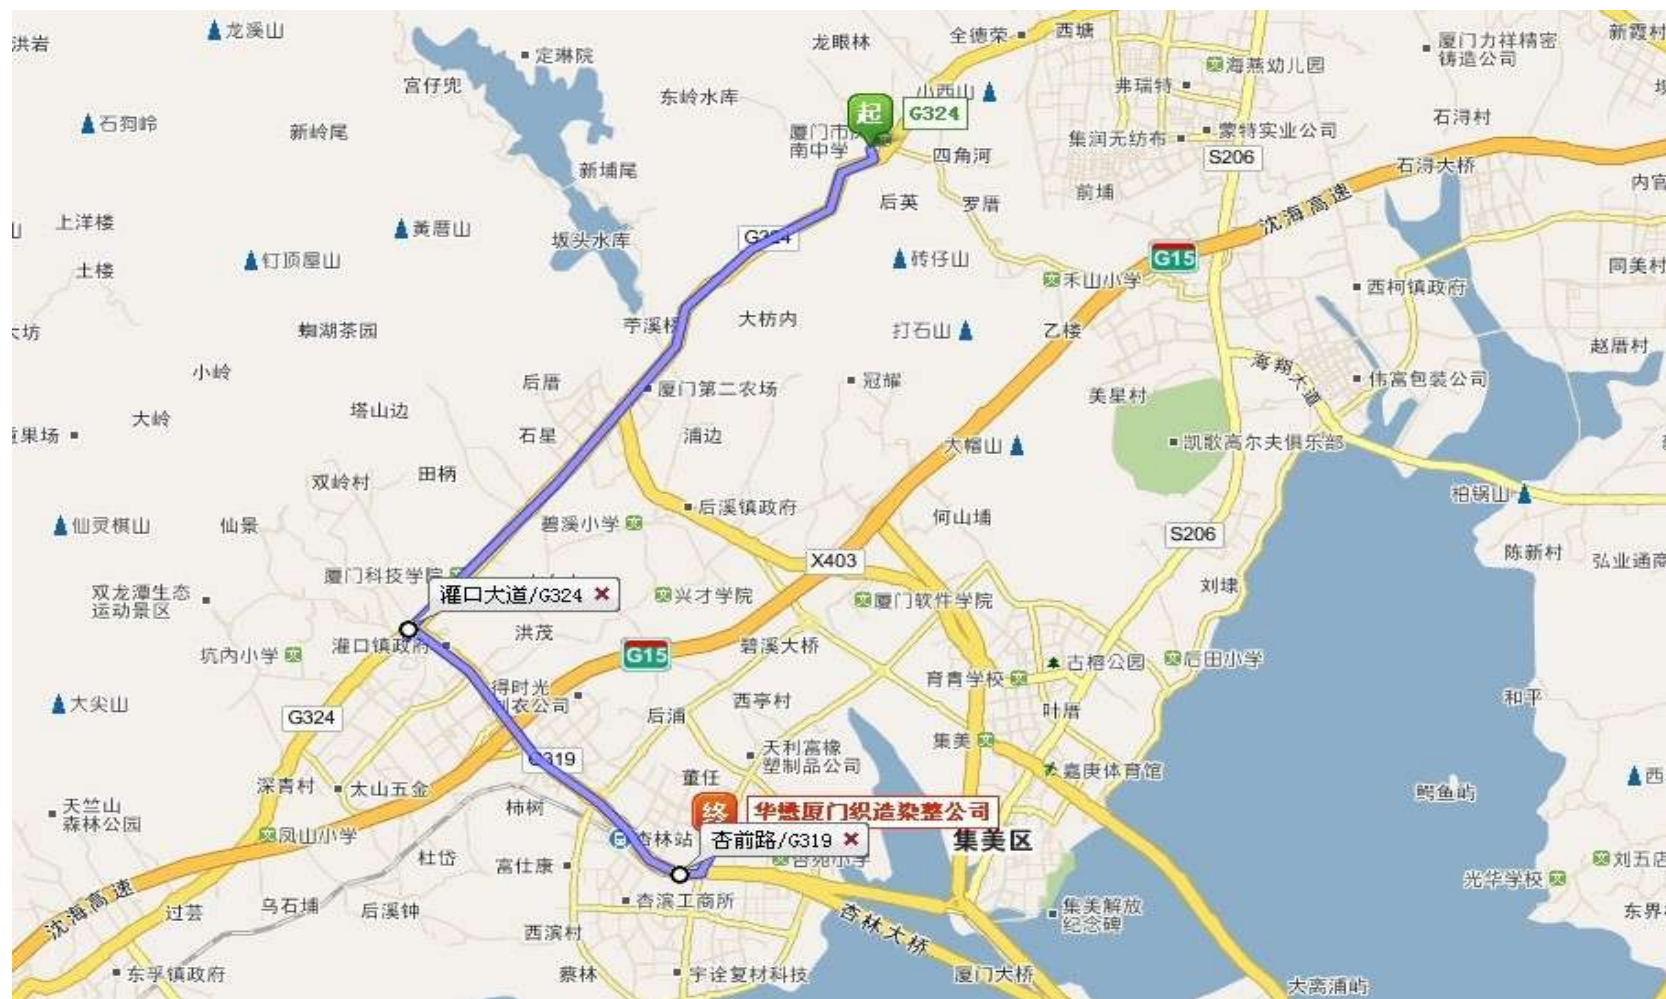 龙溪山
洪岩
定琳院
龙眼林
全德荣
西塘
新霞村
厦门力祥精密
铸造公司
宫仔兜
东岭水库
小西山
海燕幼儿园
弗瑞特
起
G324
石狗岭
新岭尾
厦门市
南中学
四角河
集润无纺布
蒙特实业公司
石浔村
S206
石浔大桥
新埔尾
前埔
内官
后英
罗厝
沈海高速
上洋楼
黄厝山
坂头水库
G324
钉顶屋山
土楼
砖仔山
禾山小学
G15
西柯镇政府
同美村
蜘湖茶园
苧溪桥
大枋内
打石山
乙楼
赵厝村
小岭
后厝
厦门第二农场
冠耀
海翔大道
伟富包装公司
大岭
塔山边
美星村
果场
石星
浦边
大帽山
凯歌高尔夫俱乐部
双岭村
田柄
后溪镇政府
柏锅山
仙灵棋山
仙景
碧溪小学
何山埔
S206
陈新村
弘业通商
X403
厦门科技学院
双龙潭生态
运动景区
灌口大道/G324
兴才学院
厦门软件学院
刘埭
坑内小学
灌口镇政府
洪茂
G15
碧溪大桥
古榕公园
后田小学
育青学校
大尖山
得时光
制衣公司
西亭村
和平
G324
后浦
叶厝
集美
天利富橡
塑制品公司
G319
深青村
太山五金
董任
嘉庚体育馆
鳄鱼屿
西
天竺山
森林公园
柿树
终
华懋厦门织造染整公司
凤山小学
杏林站
杏前路/G319
集美区
杜岱
富仕康
杏苑小学
刘五店
光华学校
沈海高速
过芸
乌石埔
后溪钟
杏滨工商所
杏林大桥
集美解放
纪念碑
东界
西滨村
东孚镇政府
蔡林
宇诠复材科技
厦门大桥
大离浦屿